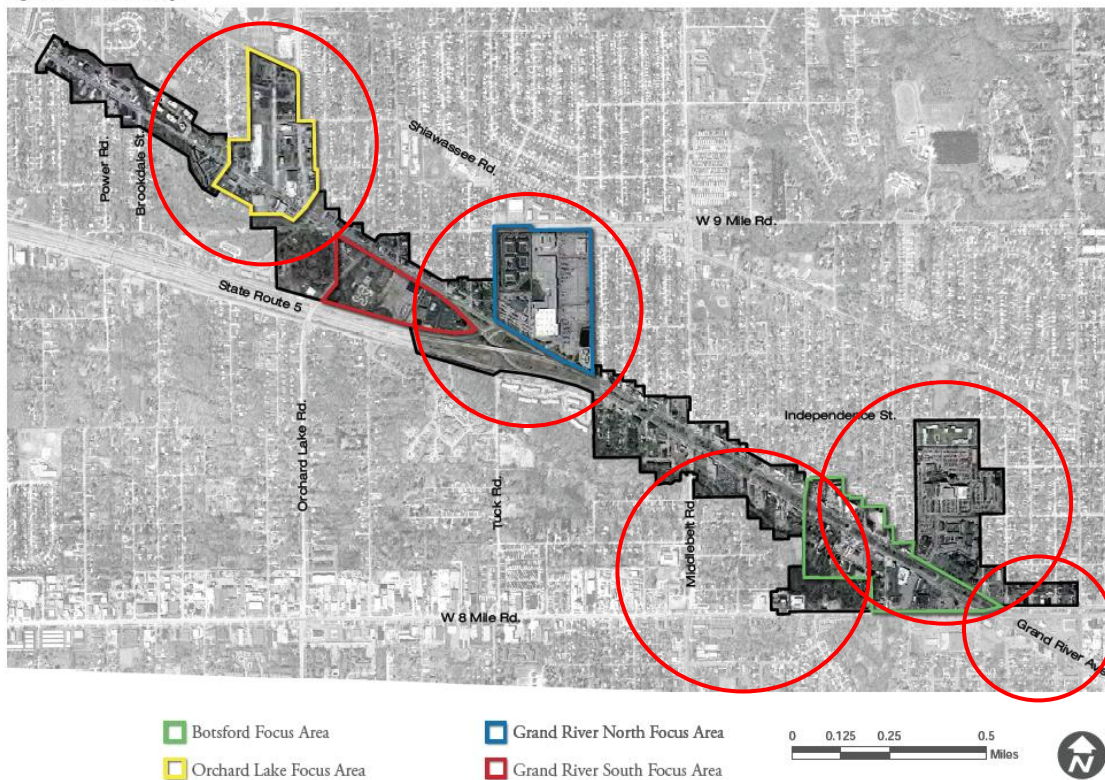 Shiawassee Rd.
Power Rd.
Brookdale St.
W 9 Mile Rd.
State Route 5
Orchard Lake Rd.
Independence St.
Tuck Rd.
Middlebelt Rd
W 8 Mile Rd.
Grand River Ave
Botsford Focus Area
Orchard Lake Focus Area
Grand River North Focus Area
Grand River South Focus Area
0 0.125 0.25 0.5
Miles
N